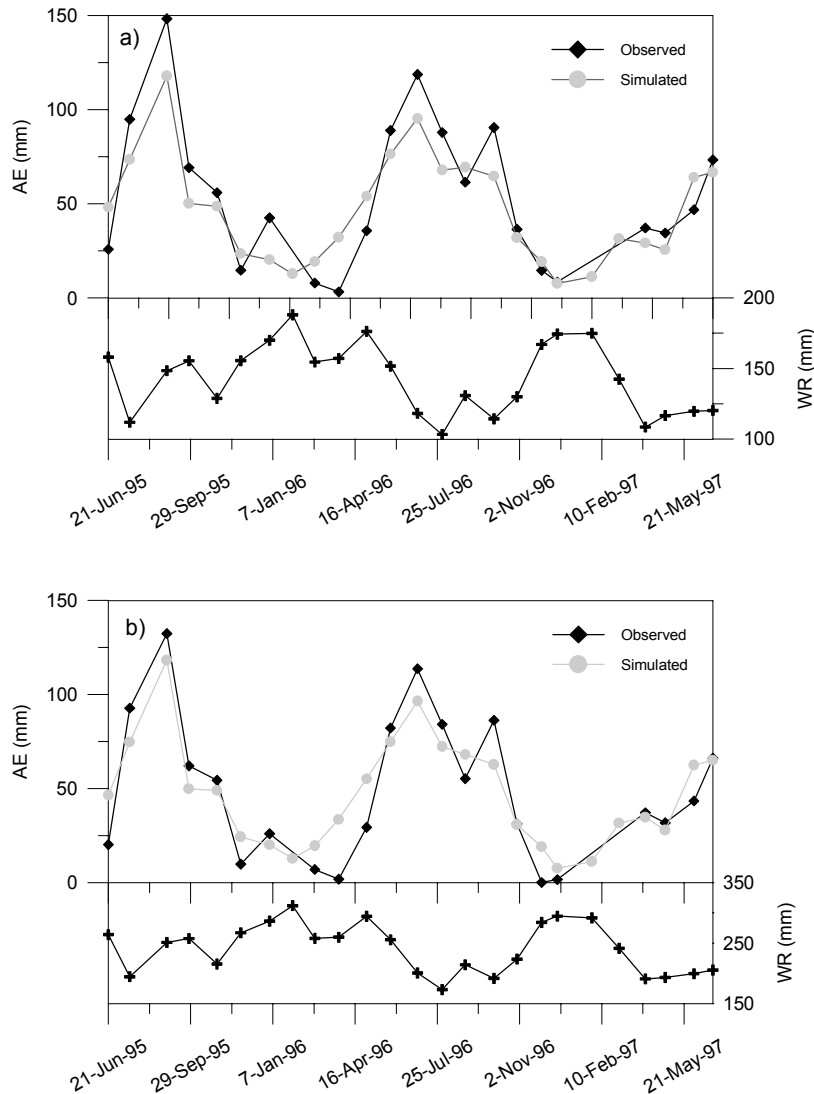 a)
150
100
50
0
AE (mm)
Observed
Simulated
200
150
100
WR (mm)
21-Jun-95
29-Sep-95
7-Jan-96
16-Apr-96
25-Jul-96
2-Nov-96
10-Feb-97
21-May-97
b)
150
100
50
0
AE (mm)
Observed
Simulated
350
250
150
WR (mm)
21-Jun-95
29-Sep-95
7-Jan-96
16-Apr-96
25-Jul-96
2-Nov-96
10-Feb-97
21-May-97